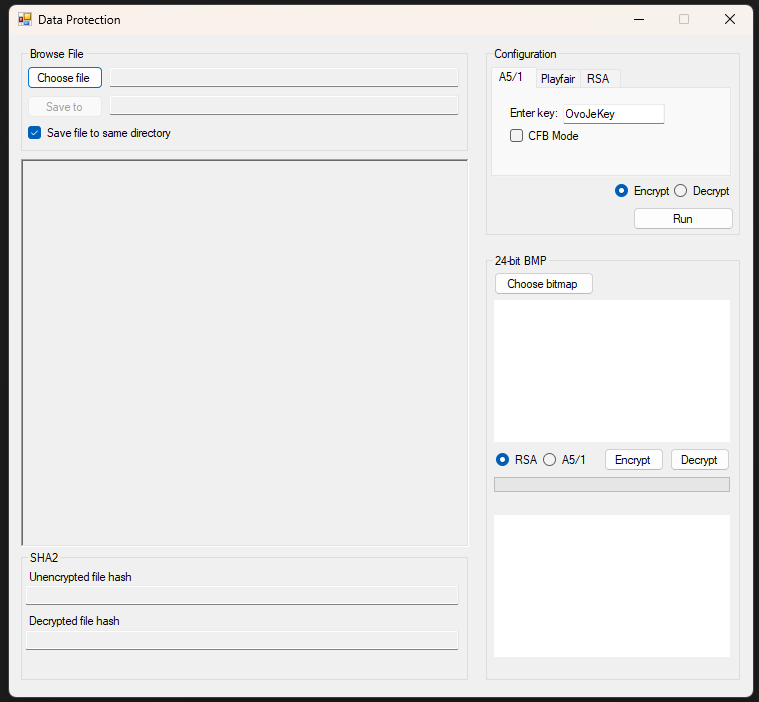 Data Protection
Browse File
Choose file
Save to
Save file to same directory
SHA2
Unencrypted file hash
Decrypted file hash
Configuration
A5/1 Playfair RSA
Enter key: OvoJeKey
CFB Mode
Encrypt Decrypt
Run
24-bit BMP
Choose bitmap
RSA A5/1 Encrypt Decrypt